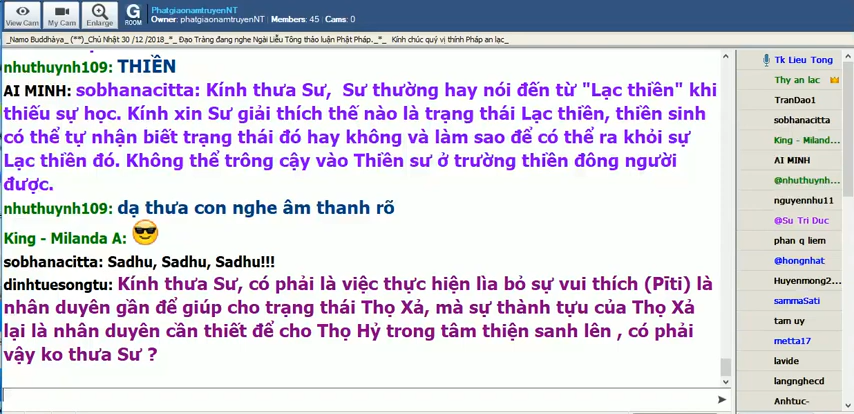 PhatgiaonamtruyenNT
Owner: phatgiaonamtruyenNT | Members: 45 | Cams: 0
View Cam
My Cam
Enlarge
G
ROOM
_Namo Buddhàya_ (**)_Chú Nhật 30 /12 /2018_*_ Đạo Tràng đang nghe Ngài Liễu Tông thảo luận Phật Pháp._*_ Kính chúc quý vị thính Pháp an lạc_
nhuthuynh109: THIỀN
AI MINH: sobhanacitta: Kính thưa Sư, Sư thường hay nói đến từ "Lạc thiền" khi
thiếu sự học. Kính xin Sư giải thích thế nào là trạng thái Lạc thiền, thiền sinh
có thể tự nhận biết trạng thái đó hay không và làm sao để có thể ra khỏi sự
Lạc thiền đó. Không thể trông cậy vào Thiền sư ở trường thiền đông người
được.
nhuthuynh109: dạ thưa con nghe âm thanh rõ
King - Milanda A:
sobhanacitta: Sadhu, Sadhu, Sadhu!!!
dinhtuesongtu: Kính thưa Sư, có phải là việc thực hiện lìa bỏ sự vui thích (Pīti) là
nhân duyên gần để giúp cho trạng thái Thọ Xả, mà sự thành tựu của Thọ Xả
lại là nhân duyên cần thiết để cho Thọ Hỷ trong tâm thiện sanh lên , có phải
vậy ko thưa Sư ?
Tk Lieu Tong
Thy an lac
TranDao1
sobhanacitta
King - Miland...
AI MINH
@nhuthuynh...
nguyennhu11
@Su Tri Duc
phan q liem
@hongnhat
Huyenmong2...
sammaSati
tam uy
metta17
lavide
langnghecd
Anhtuc-